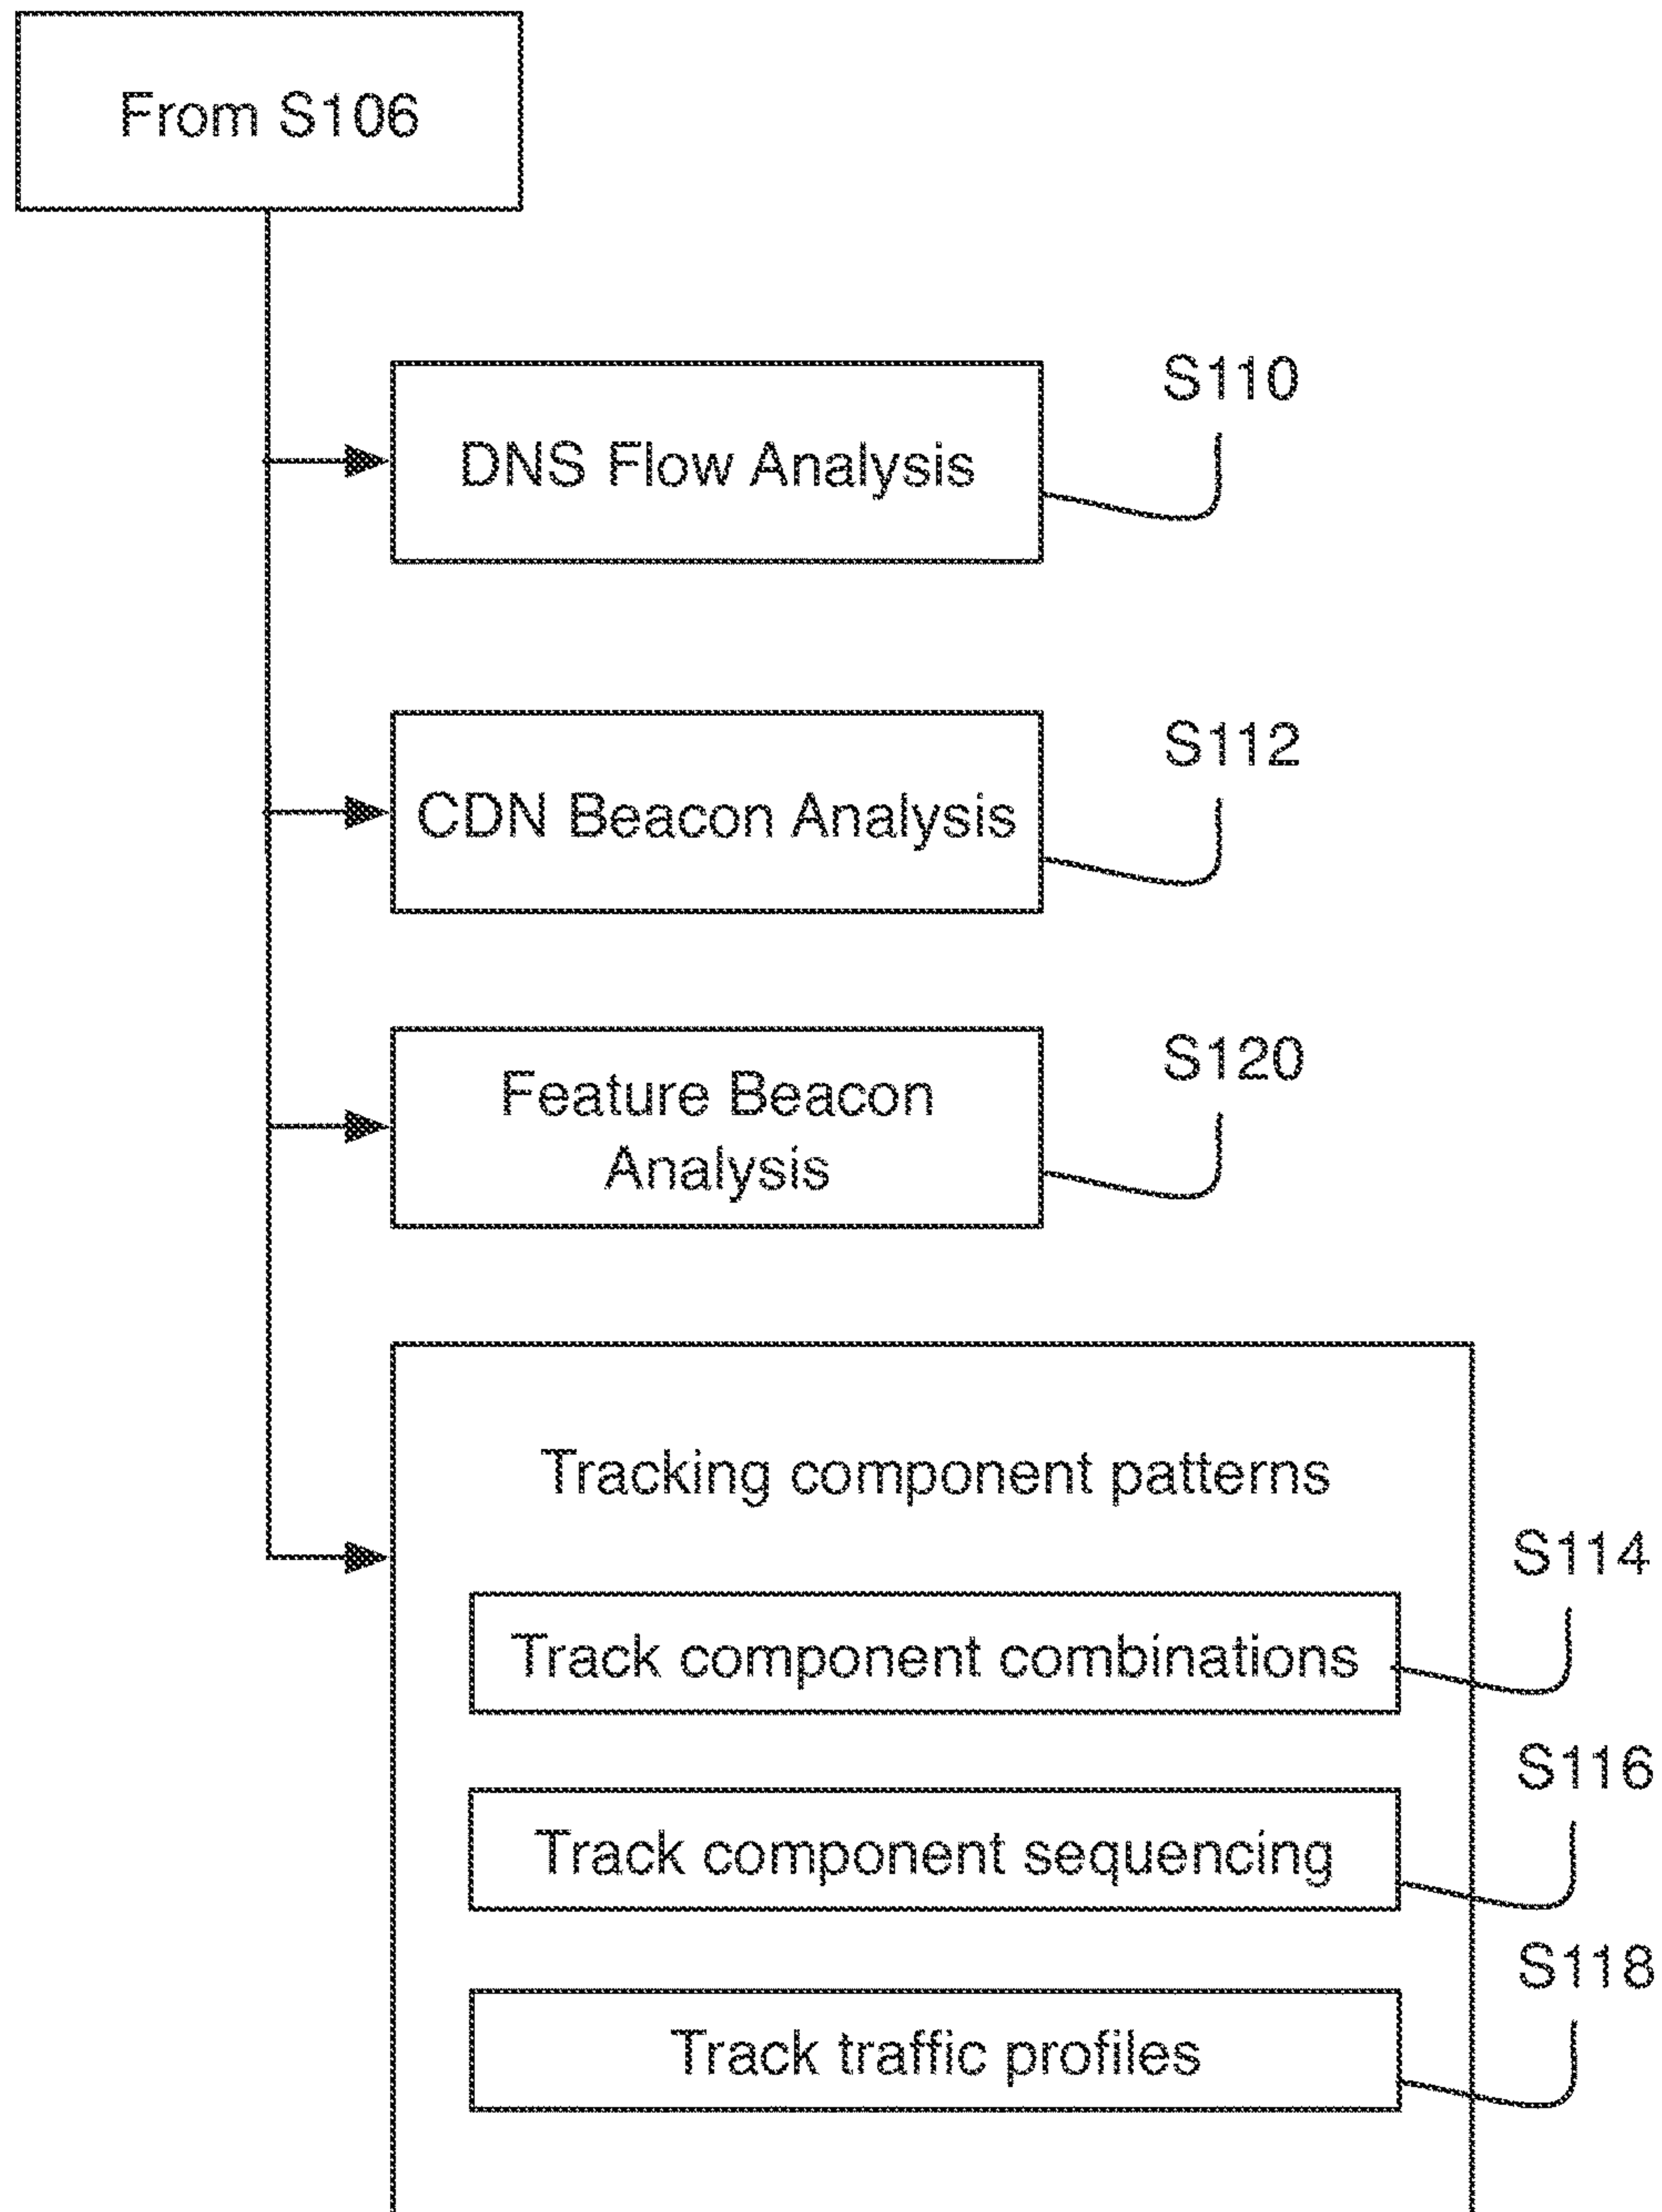 From S106
S110
DNS Flow Analysis
S112
CDN Beacon Analysis
S120
Feature Beacon
Analysis
Tracking component patterns
S114
Track component combinations
S116
Track component sequencing
S118
Track traffic profiles